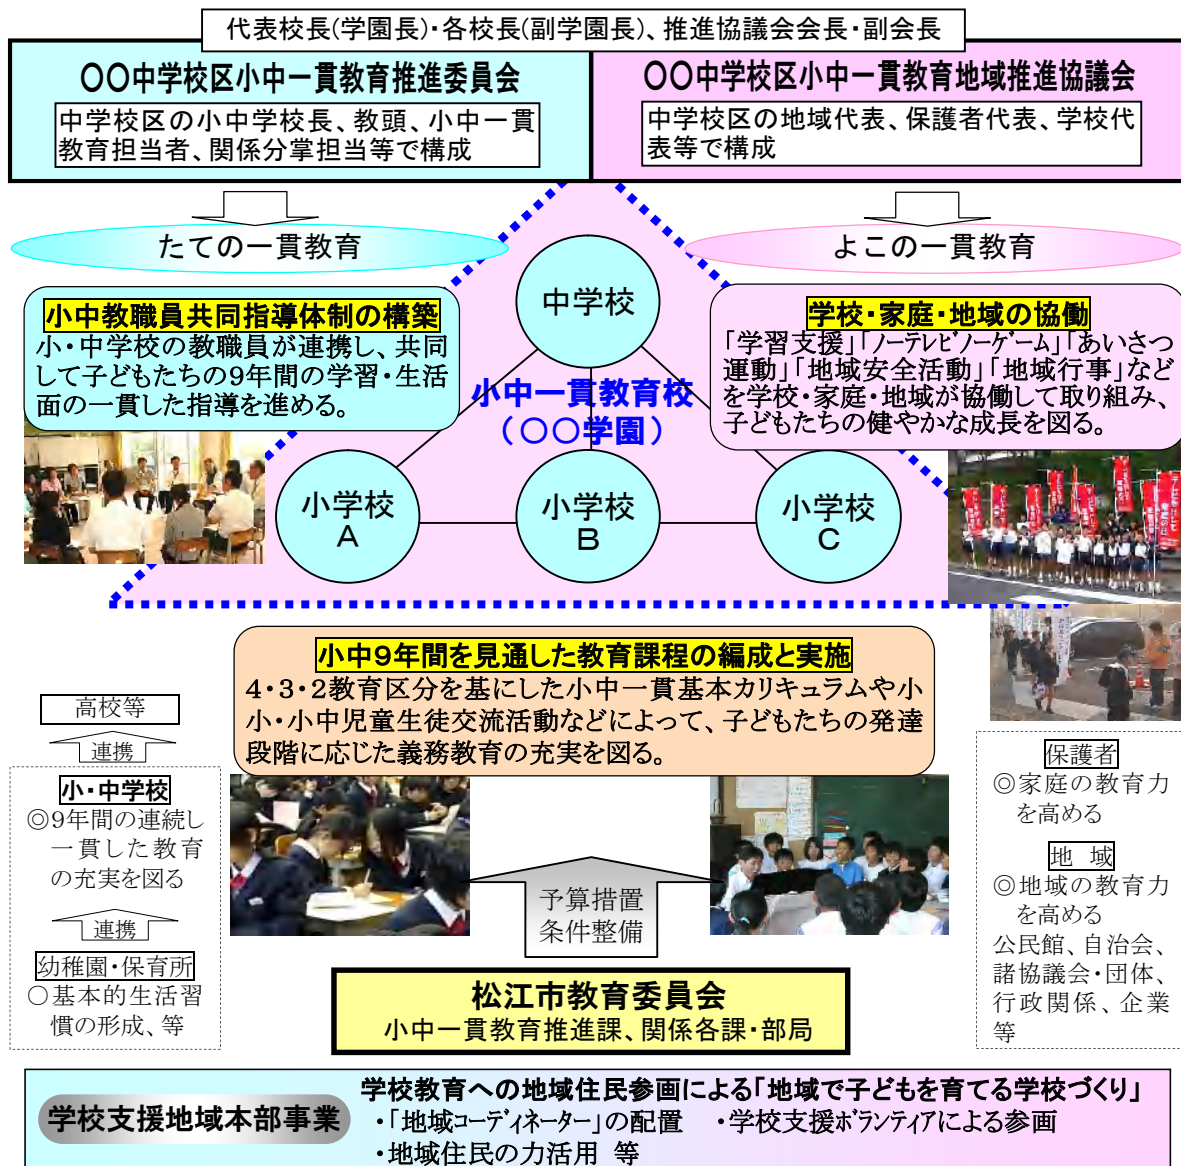 代表校長(学園長)・各校長(副学園長)、推進協議会会長・副会長
〇〇中学校区小中一貫教育推進委員会
中学校区の小中学校長、教頭、小中一貫
教育担当者、関係分掌担当等で構成
〇〇中学校区小中一貫教育地域推進協議会
中学校区の地域代表、保護者代表、学校代
表等で構成
たての一貫教育
よこの一貫教育
小中教職員共同指導体制の構築
小・中学校の教職員が連携し、共同
して子どもたちの9年間の学習・生活
面の一貫した指導を進める。
中学校
学校・家庭・地域の協働
「学習支援」「ノーテレビノーゲーム」「あいさつ
運動」「地域安全活動」「地域行事」など
を学校・家庭・地域が協働して取り組み、
子どもたちの健やかな成長を図る。
小中一貫教育校
（〇〇学園）
小学校
A
小学校
B
小学校
C
小中9年間を見通した教育課程の編成と実施
4・3・2教育区分を基にした小中一貫基本カリキュラムや小
小・小中児童生徒交流活動などによって、子どもたちの発達
段階に応じた義務教育の充実を図る。
高校等
連携
小・中学校
◎9年間の連続し
一貫した教育
の充実を図る
連携
幼稚園・保育所
〇基本的生活習
慣の形成、等
予算措置
条件整備
保護者
◎家庭の教育力
を高める
地 域
◎地域の教育力
を高める
公民館、自治会、
諸協議会・団体、
行政関係、企業
等
松江市教育委員会
小中一貫教育推進課、関係各課・部局
学校支援地域本部事業
学校教育への地域住民参画による「地域で子どもを育てる学校づくり」
・「地域コーディネーター」の配置　・学校支援ボランティアによる参画
・地域住民の力活用 等